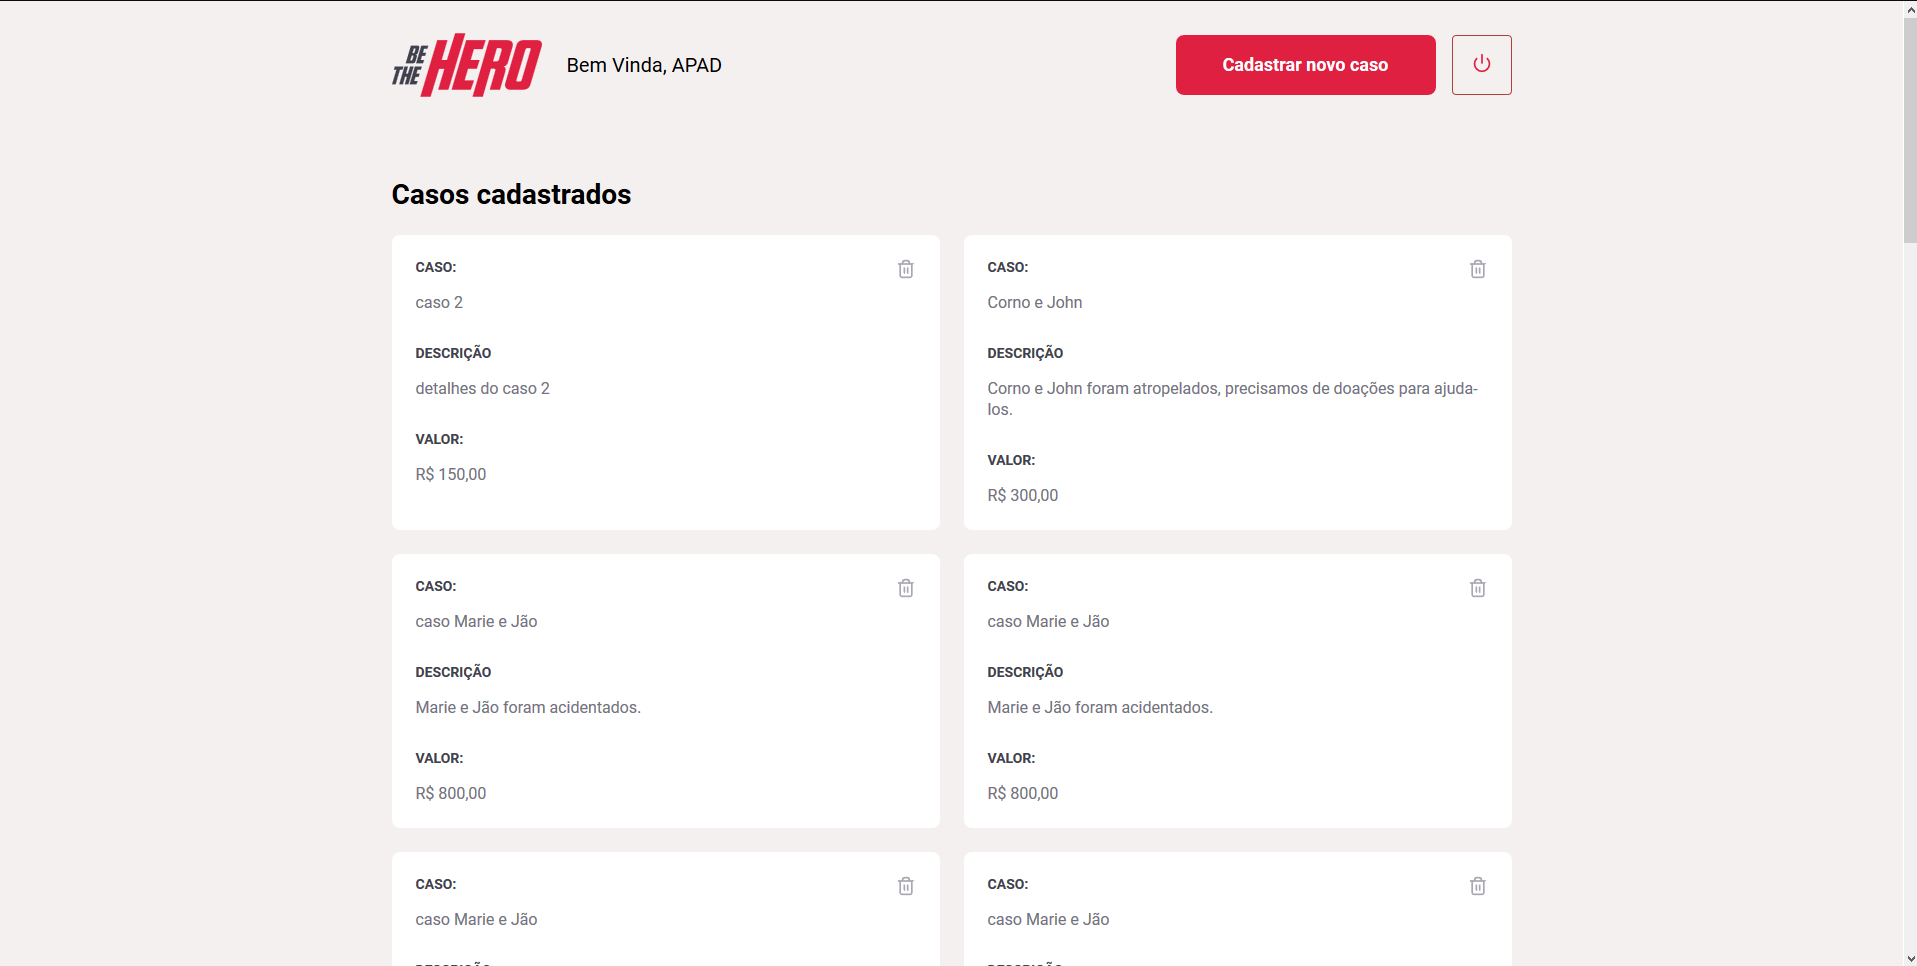 BE THE HERO
Bem Vinda, APAD
Cadastrar novo caso
Casos cadastrados
CASO:
caso 2
DESCRIÇÃO
detalhes do caso 2
VALOR:
R$ 150,00
CASO:
Corno e John
DESCRIÇÃO
Corno e John foram atropelados, precisamos de doações para ajuda-
los.
VALOR:
R$ 300,00
CASO:
caso Marie e Jão
DESCRIÇÃO
Marie e Jão foram acidentados.
VALOR:
R$ 800,00
CASO:
caso Marie e Jão
DESCRIÇÃO
Marie e Jão foram acidentados.
VALOR:
R$ 800,00
CASO:
caso Marie e Jão
CASO:
caso Marie e Jão